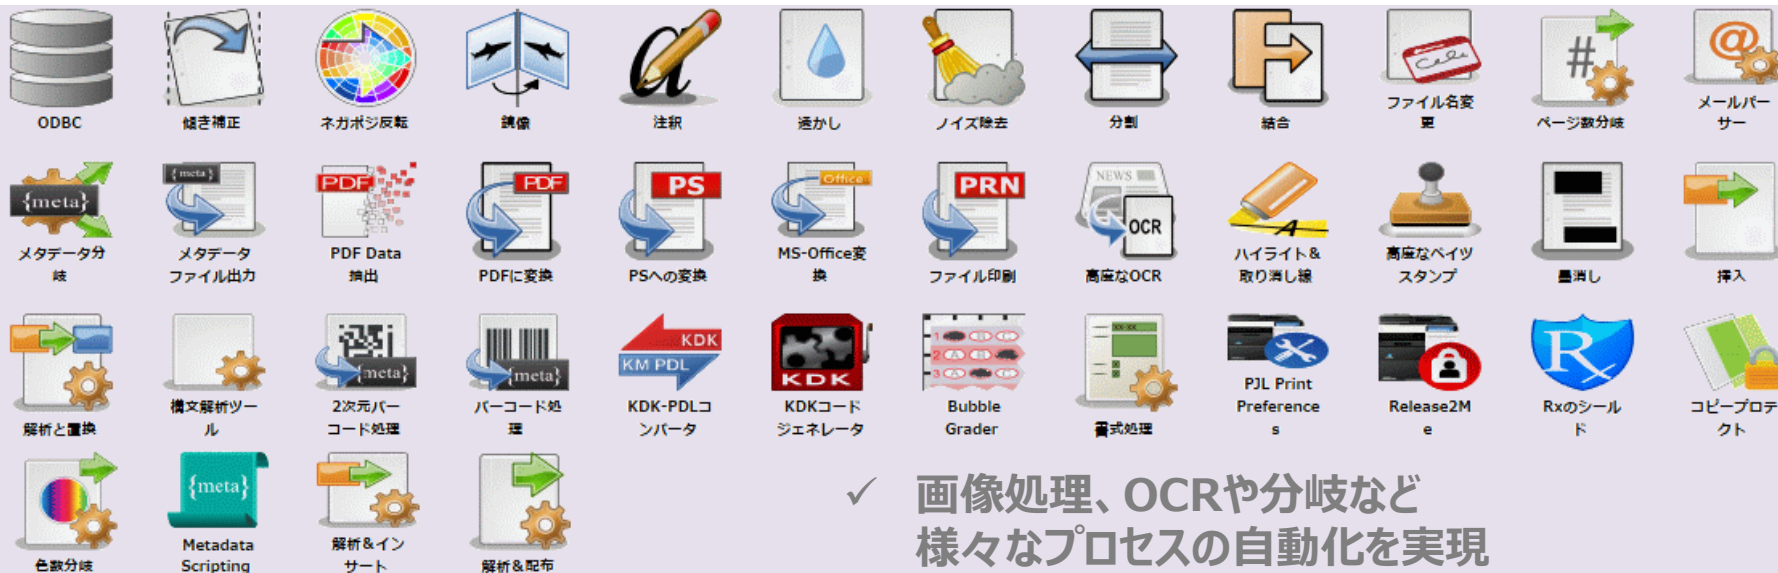 ODBC
傾き補正
ネガポジ反転
鏡像
注釈
透かし
ノイズ除去
分割
結合
ファイル名変
更
ページ数分岐
メールパー
サー
メタデータ分
岐
メタデータ
ファイル出力
PDF Data
抽出
PDFに変換
PSへの変換
MS-Office変
換
ファイル印刷
高度なOCR
ハイライト&
取り消し線
高度なベイツ
スタンプ
墨消し
挿入
解析と置換
構文解析ツー
ル
2次元バー
コード処理
バーコード処
理
KDK-PDLコ
ンバータ
KDKコード
ジェネレータ
Bubble
Grader
書式処理
PJL Print
Preference
s
Release2M
e
Rxのシール
ド
コピープロテ
クト
色数分岐
Metadata
Scripting
解析&イン
サート
解析&配布
✓ 画像処理、OCRや分岐など
様々なプロセスの自動化を実現
a
#
@
{meta}
{meta}
PDF
PDF
PS
Office
PRN
NEWS
OCR
A
{meta}
{meta}
KDK
KM PDL
KDK
XX-XX
Rx
{meta}